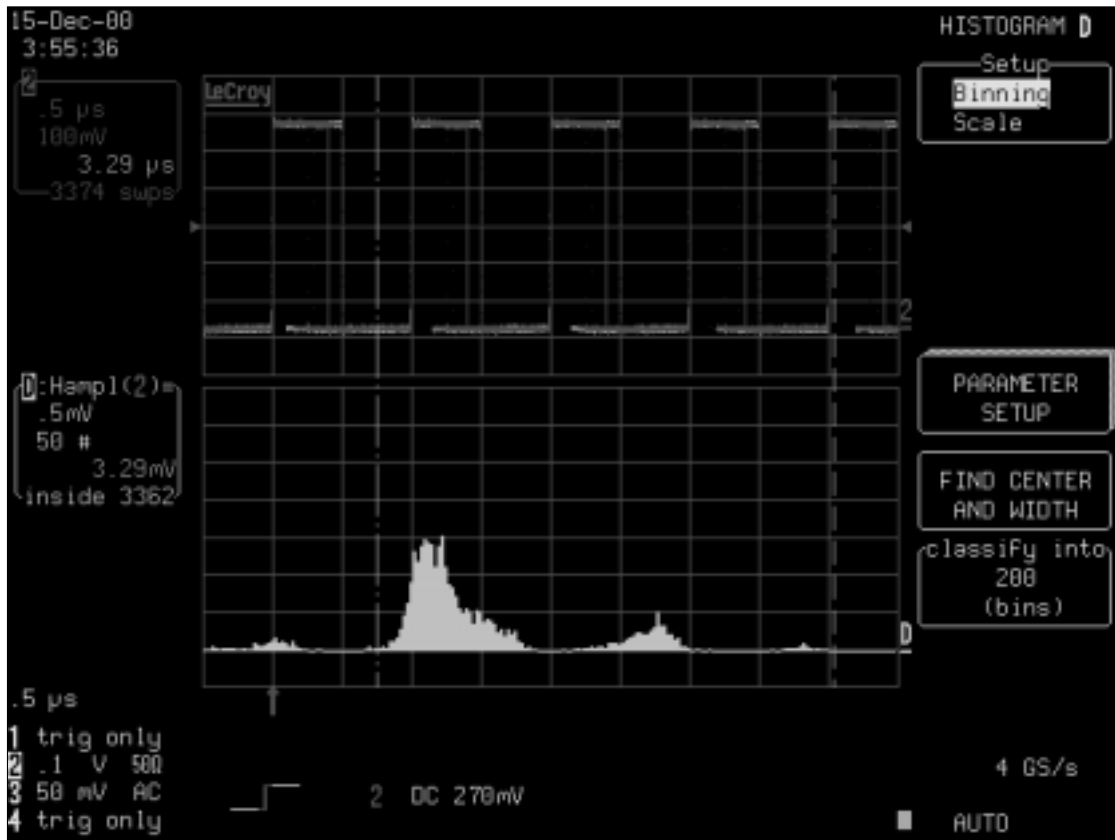 15-Dec-00
3:55:36
HISTOGRAM D
Setup
Binning
Scale
2
.5 µs
100mV
3.29 µs
3374 swps
LeCroy
2
D:Hampl(2)=
.5mV
50 #
3.29mV
inside 3362
PARAMETER
SETUP
FIND CENTER
AND WIDTH
classify into
200
(bins)
D
.5 µs
1 trig only
2 .1 V 50Ω
3 50 mV AC
4 trig only
2 DC 270mV
4 GS/s
AUTO